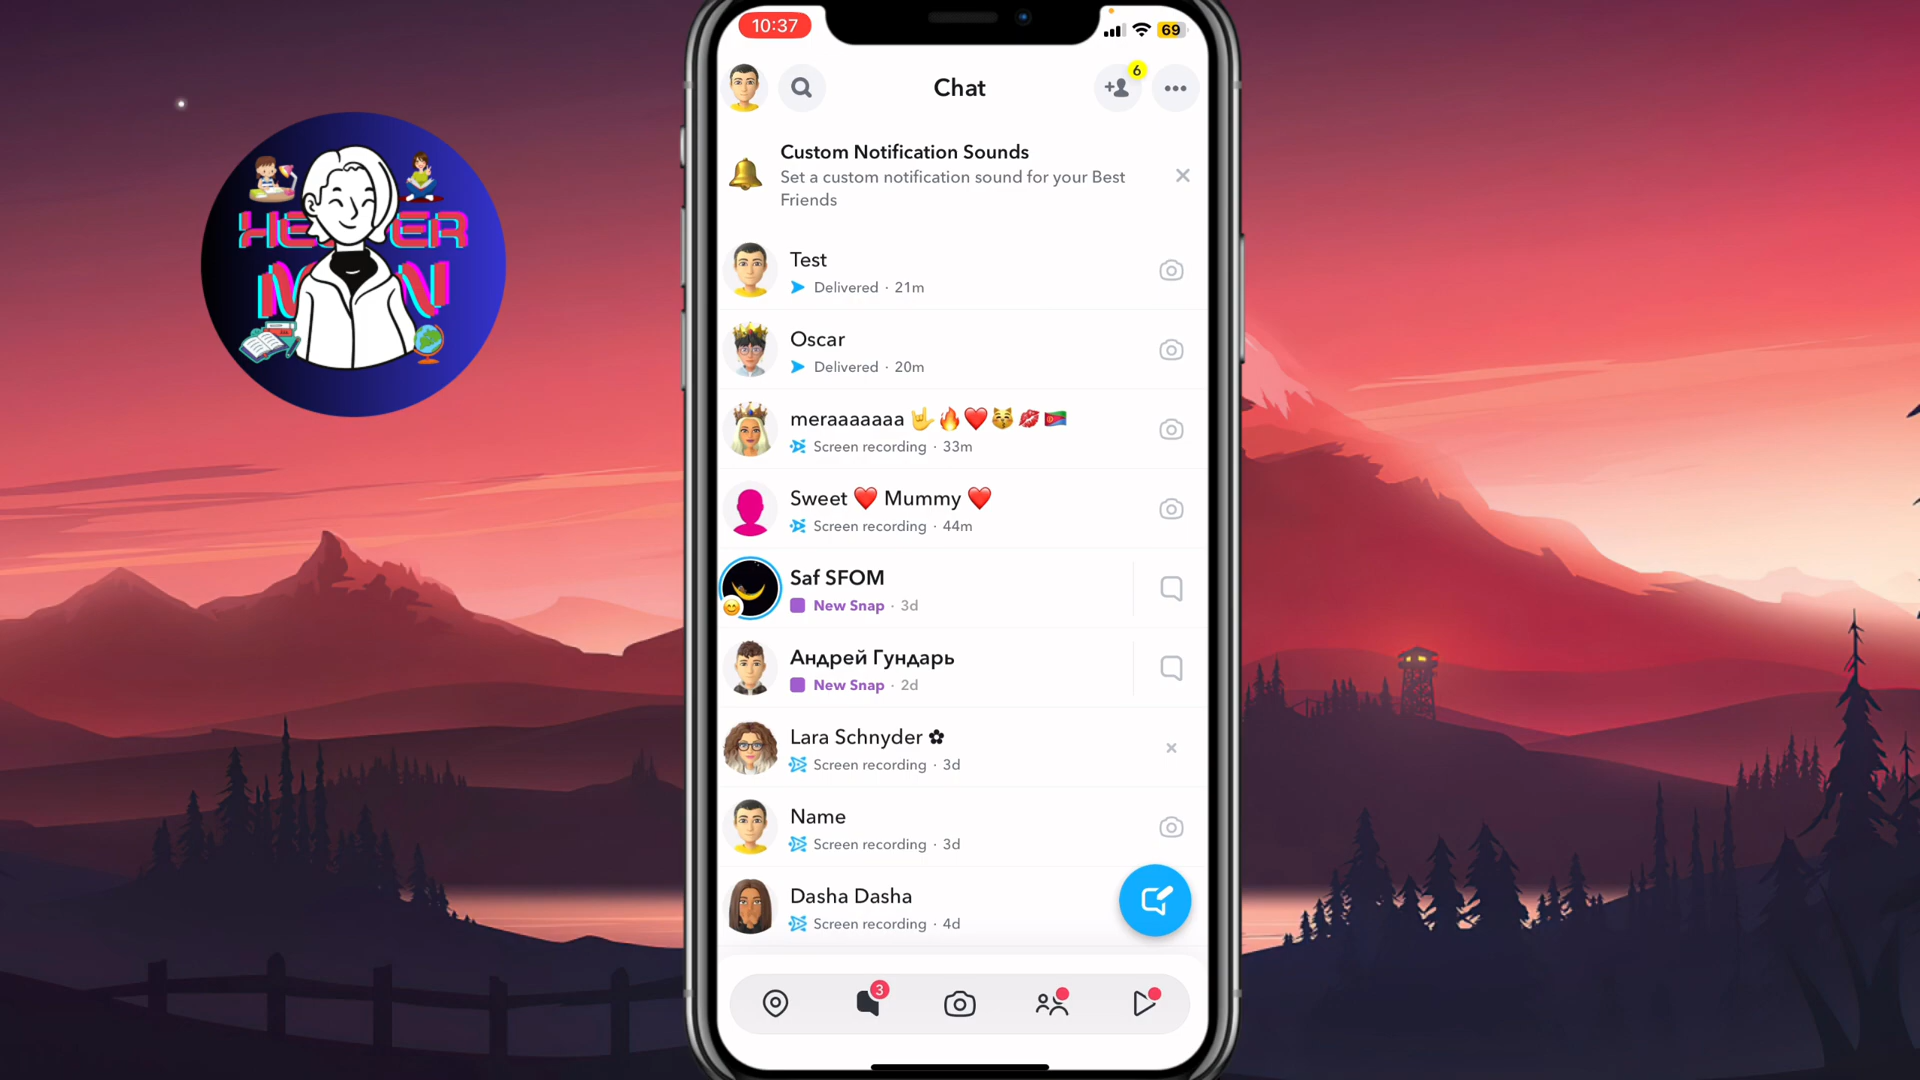 10:37
69
6
Chat
Custom Notification Sounds
Set a custom notification sound for your Best
Friends
Test
Delivered · 21m
Oscar
Delivered · 20m
meraaaaaaa 🤟🔥❤️😽💋🇪🇷
Screen recording · 33m
Sweet ❤️ Mummy ❤️
Screen recording · 44m
Saf SFOM
New Snap · 3d
Андрей Гундарь
New Snap · 2d
Lara Schnyder ✿
Screen recording · 3d
Name
Screen recording · 3d
Dasha Dasha
Screen recording · 4d
3